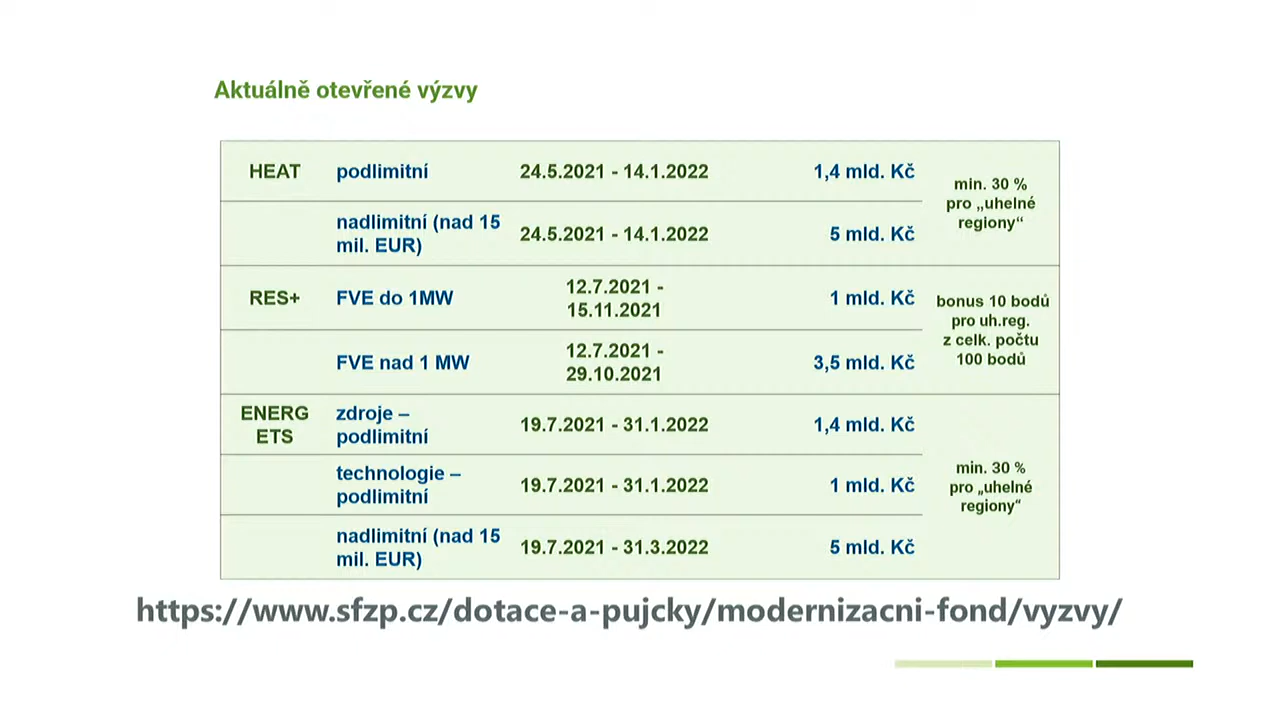 Aktuálně otevřené výzvy
HEAT podlimitní 24.5.2021 - 14.1.2022 1,4 mld. Kč
min. 30 %
pro „uhelné
regiony“
nadlimitní (nad 15
mil. EUR)
24.5.2021 - 14.1.2022 5 mld. Kč
RES+ FVE do 1MW
12.7.2021 -
15.11.2021
1 mld. Kč
bonus 10 bodů
pro uh.reg.
z celk. počtu
100 bodů
FVE nad 1 MW
12.7.2021 -
29.10.2021
3,5 mld. Kč
ENERG
ETS
zdroje –
podlimitní
19.7.2021 - 31.1.2022 1,4 mld. Kč
technologie –
podlimitní
19.7.2021 - 31.1.2022 1 mld. Kč
min. 30 %
pro „uhelné
regiony“
nadlimitní (nad 15
mil. EUR)
19.7.2021 - 31.3.2022 5 mld. Kč
https://www.sfzp.cz/dotace-a-pujcky/modernizacni-fond/vyzvy/